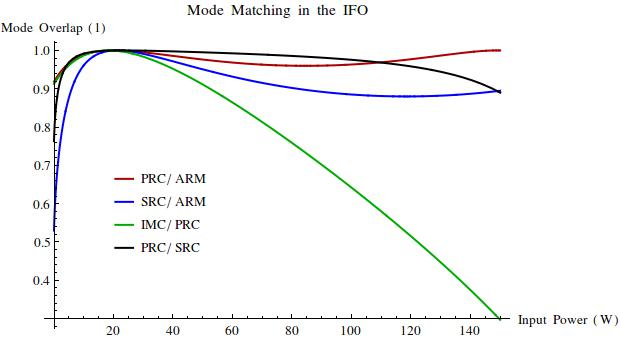 Mode Matching in the IFO
Mode Overlap (1)
1.0
0.9
0.8
0.7
0.6
0.5
0.4
PRC/ ARM
SRC/ ARM
IMC/ PRC
PRC/ SRC
20 40 60 80 100 120 140
Input Power (W)